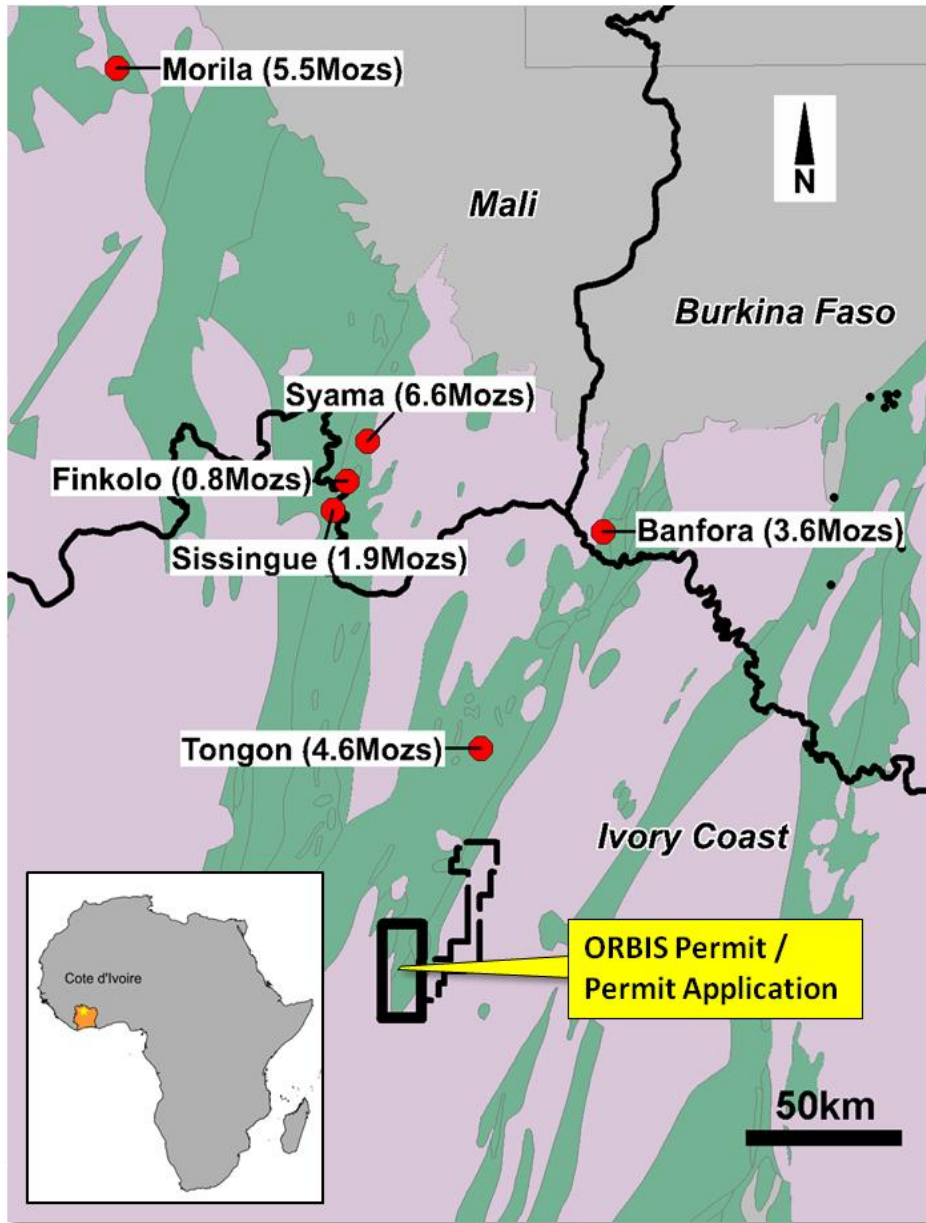 Morila (5.5Mozs)
N
Mali
Burkina Faso
Syama (6.6Mozs)
Finkolo (0.8Mozs)
Sissingue (1.9Mozs)
Banfora (3.6Mozs)
Tongon (4.6Mozs)
Ivory Coast
Cote d'Ivoire
ORBIS Permit /
Permit Application
50km